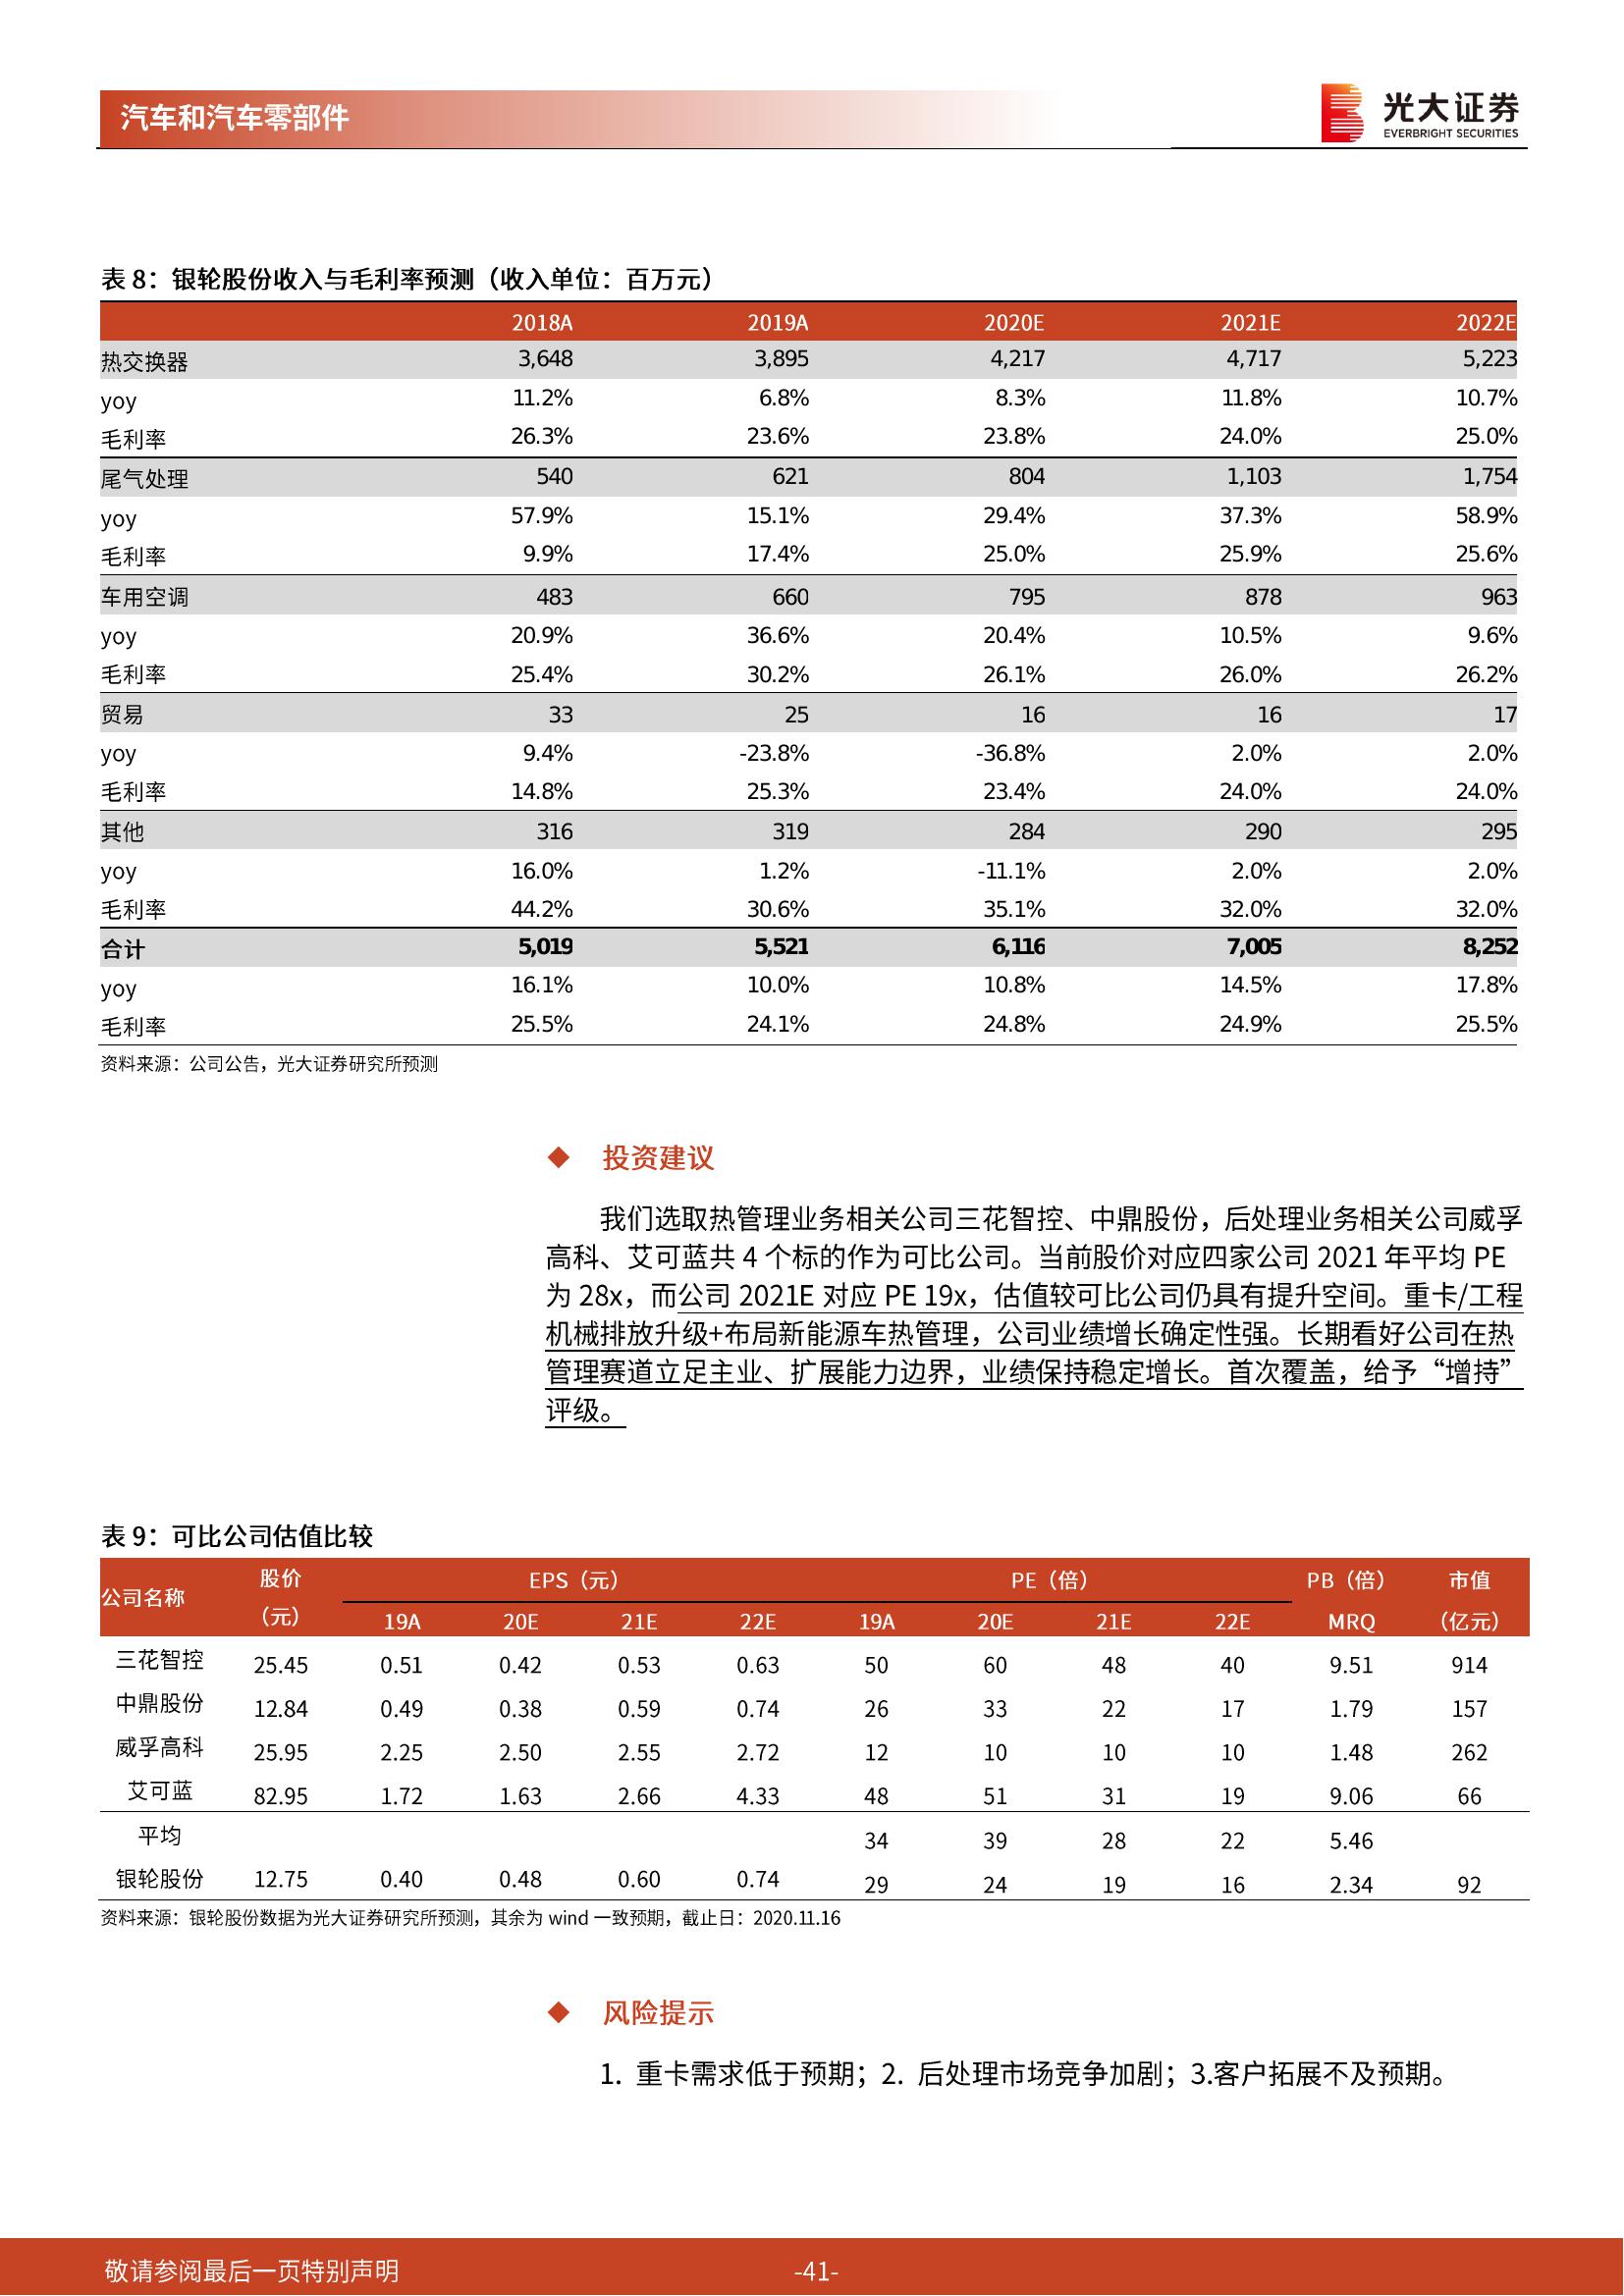 汽车和汽车零部件
光大证券
EVERBRIGHT SECURITIES
表 8：银轮股份收入与毛利率预测（收入单位：百万元）
2018A 2019A 2020E 2021E 2022E
热交换器 3,648 3,895 4,217 4,717 5,223
yoy 11.2% 6.8% 8.3% 11.8% 10.7%
毛利率 26.3% 23.6% 23.8% 24.0% 25.0%
尾气处理 540 621 804 1,103 1,754
yoy 57.9% 15.1% 29.4% 37.3% 58.9%
毛利率 9.9% 17.4% 25.0% 25.9% 25.6%
车用空调 483 660 795 878 963
yoy 20.9% 36.6% 20.4% 10.5% 9.6%
毛利率 25.4% 30.2% 26.1% 26.0% 26.2%
贸易 33 25 16 16 17
yoy 9.4% -23.8% -36.8% 2.0% 2.0%
毛利率 14.8% 25.3% 23.4% 24.0% 24.0%
其他 316 319 284 290 295
yoy 16.0% 1.2% -11.1% 2.0% 2.0%
毛利率 44.2% 30.6% 35.1% 32.0% 32.0%
合计 5,019 5,521 6,116 7,005 8,252
yoy 16.1% 10.0% 10.8% 14.5% 17.8%
毛利率 25.5% 24.1% 24.8% 24.9% 25.5%
资料来源：公司公告，光大证券研究所预测
◆ 投资建议
我们选取热管理业务相关公司三花智控、中鼎股份，后处理业务相关公司威孚
高科、艾可蓝共 4 个标的作为可比公司。当前股价对应四家公司 2021 年平均 PE
为 28x，而公司 2021E 对应 PE 19x，估值较可比公司仍具有提升空间。重卡/工程
机械排放升级+布局新能源车热管理，公司业绩增长确定性强。长期看好公司在热
管理赛道立足主业、扩展能力边界，业绩保持稳定增长。首次覆盖，给予“增持”
评级。
表 9：可比公司估值比较
公司名称 股价（元） EPS（元） PE（倍） PB（倍） 市值
19A 20E 21E 22E 19A 20E 21E 22E MRQ （亿元）
三花智控 25.45 0.51 0.42 0.53 0.63 50 60 48 40 9.51 914
中鼎股份 12.84 0.49 0.38 0.59 0.74 26 33 22 17 1.79 157
威孚高科 25.95 2.25 2.50 2.55 2.72 12 10 10 10 1.48 262
艾可蓝 82.95 1.72 1.63 2.66 4.33 48 51 31 19 9.06 66
平均 34 39 28 22 5.46
银轮股份 12.75 0.40 0.48 0.60 0.74 29 24 19 16 2.34 92
资料来源：银轮股份数据为光大证券研究所预测，其余为 wind 一致预期，截止日：2020.11.16
◆ 风险提示
1. 重卡需求低于预期；2. 后处理市场竞争加剧；3.客户拓展不及预期。
敬请参阅最后一页特别声明 -41-